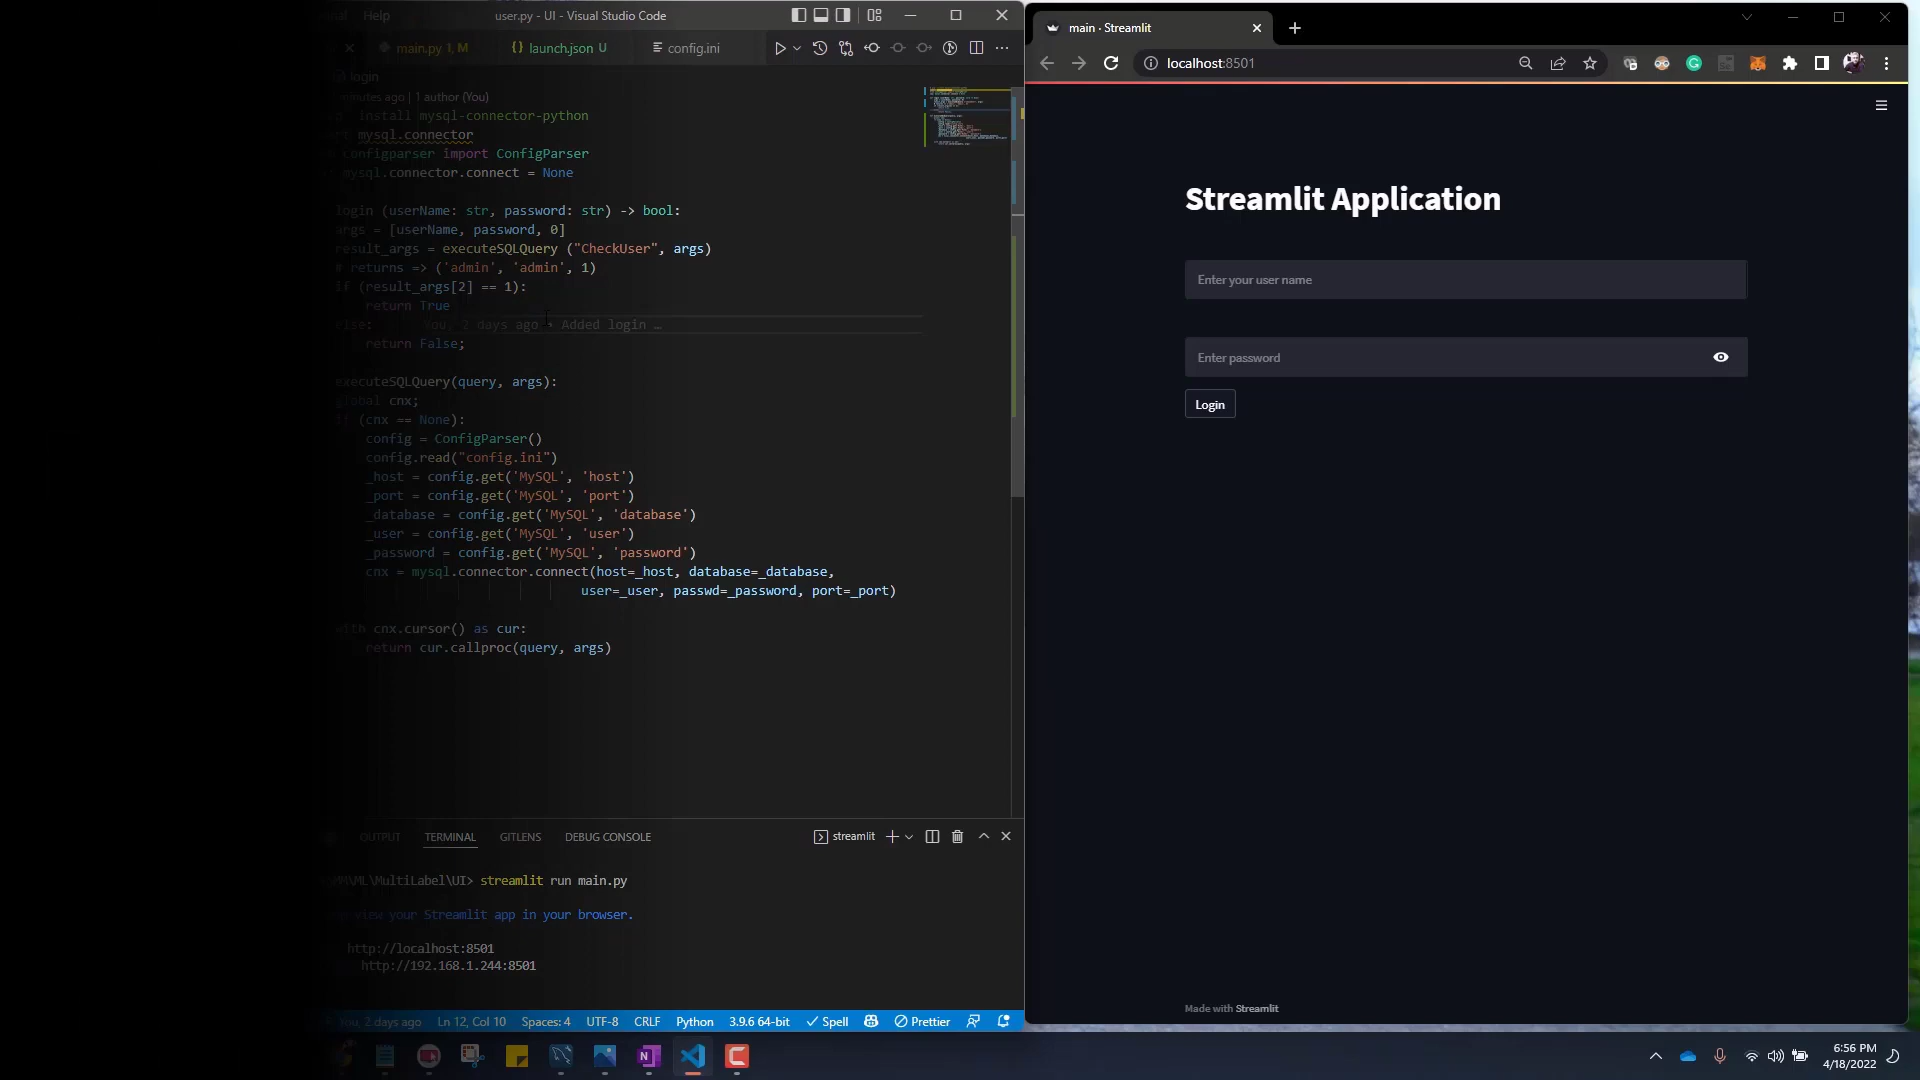 Help
user.py - UI - Visual Studio Code
main.py 1, M
{} launch.json U
config.ini
login
minutes ago | 1 author (You)
install mysql-connector-python
mysql.connector
configparser import ConfigParser
mysql.connector.connect = None
login (userName: str, password: str) -> bool:
args = [userName, password, 0]
result_args = executeSQLQuery ("CheckUser", args)
# returns => ('admin', 'admin', 1)
if (result_args[2] == 1):
return True
else: You, 2 days ago • Added login …
return False;
executeSQLQuery(query, args):
global cnx;
if (cnx == None):
config = ConfigParser()
config.read("config.ini")
_host = config.get('MySQL', 'host')
_port = config.get('MySQL', 'port')
_database = config.get('MySQL', 'database')
_user = config.get('MySQL', 'user')
_password = config.get('MySQL', 'password')
cnx = mysql.connector.connect(host=_host, database=_database,
user=_user, passwd=_password, port=_port)
with cnx.cursor() as cur:
return cur.callproc(query, args)
OUTPUT TERMINAL GITLENS DEBUG CONSOLE
streamlit
\ML\MultiLabel\UI> streamlit run main.py
view your Streamlit app in your browser.
http://localhost:8501
http://192.168.1.244:8501
You, 2 days ago Ln 12, Col 10 Spaces: 4 UTF-8 CRLF Python 3.9.6 64-bit Spell Prettier
main · Streamlit
localhost:8501
Streamlit Application
Enter your user name
Enter password
Login
Made with Streamlit
6:56 PM
4/18/2022